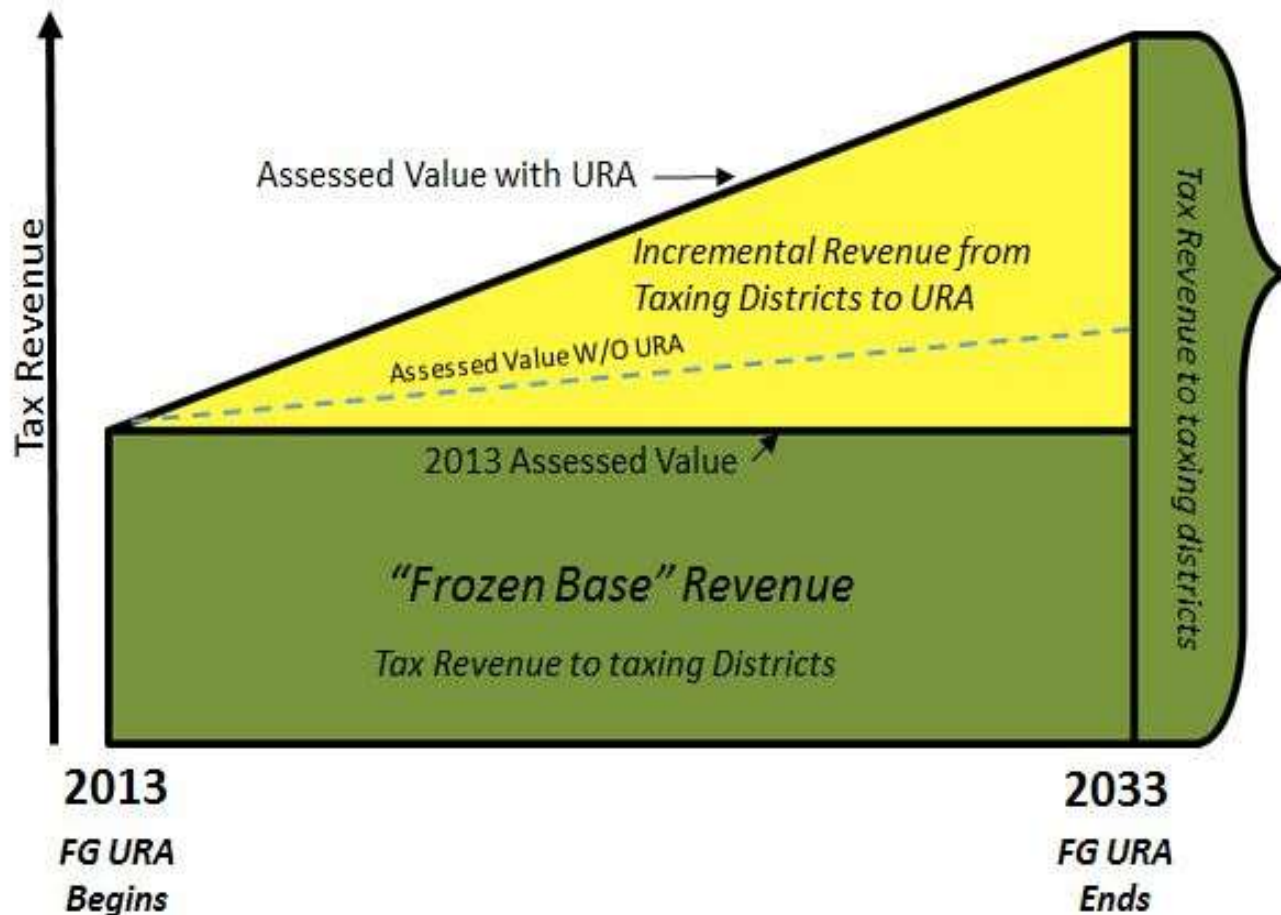 Tax Revenue
Assessed Value with URA
Incremental Revenue from
Taxing Districts to URA
Assessed Value W/O URA
2013 Assessed Value
“Frozen Base” Revenue
Tax Revenue to taxing Districts
Tax Revenue to taxing districts
2013
FG URA
Begins
2033
FG URA
Ends